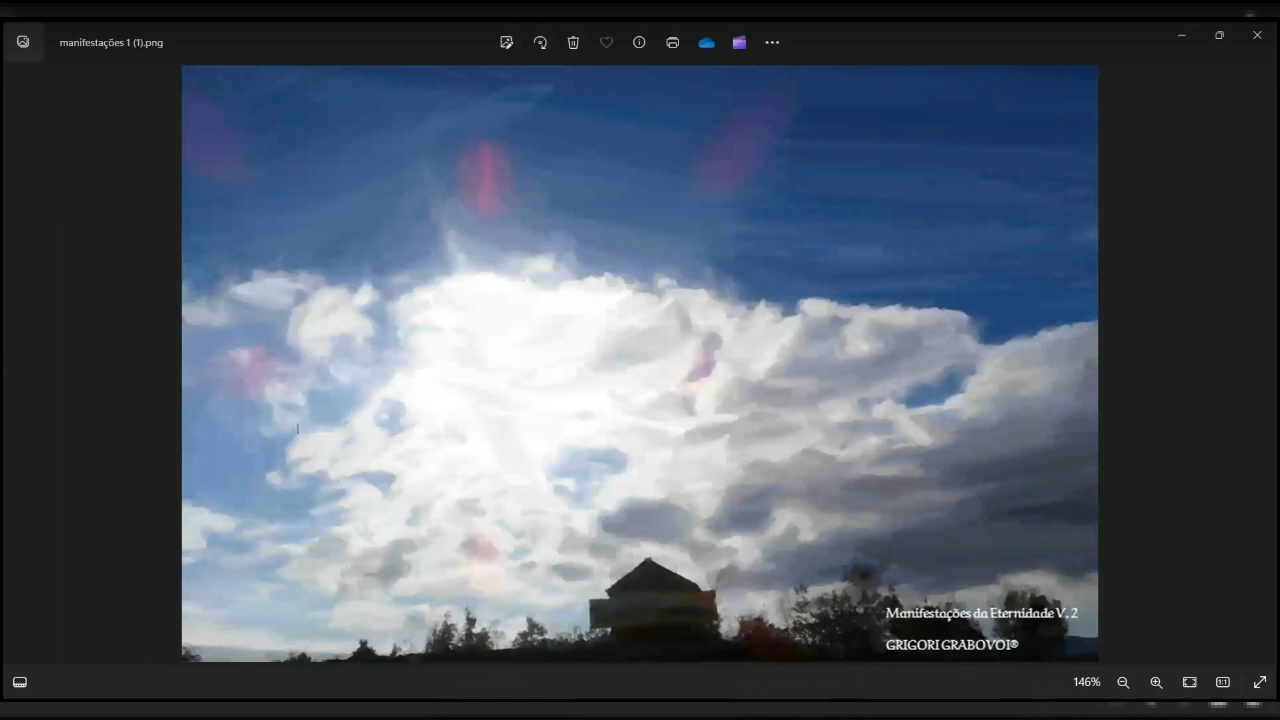 manifestações 1 (1).png
Manifestações da Eternidade V. 2
GRIGORI GRABOVOI®
146%